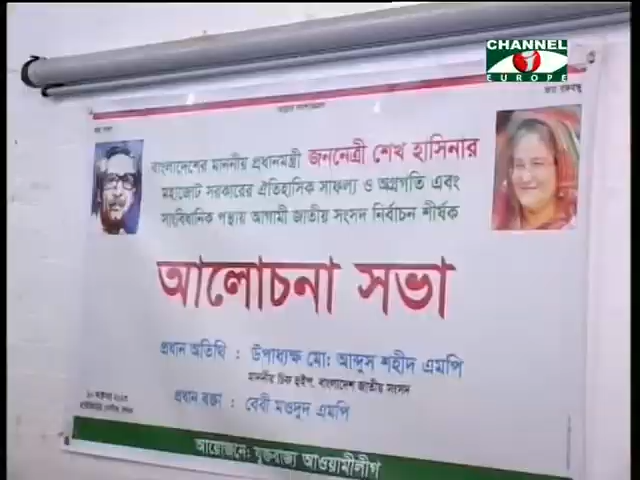 CHANNEL
i
EUROPE
বাংলাদেশের মাননীয় প্রধানমন্ত্রী জননেত্রী শেখ হাসিনার
মহাজোট সরকারের ঐতিহাসিক সাফল্য ও অগ্রগতি এবং
সাংবিধানিক পন্থায় আগামী জাতীয় সংসদ নির্বাচন শীর্ষক
আলোচনা সভা
প্রধান অতিথি : উপাধ্যক্ষ মো: আব্দুস শহীদ এমপি
মাননীয় চিফ হুইপ, বাংলাদেশ জাতীয় সংসদ
প্রধান বক্তা : বেবী মওদুদ এমপি
আয়োজনে: যুক্তরাজ্য আওয়ামীলীগ